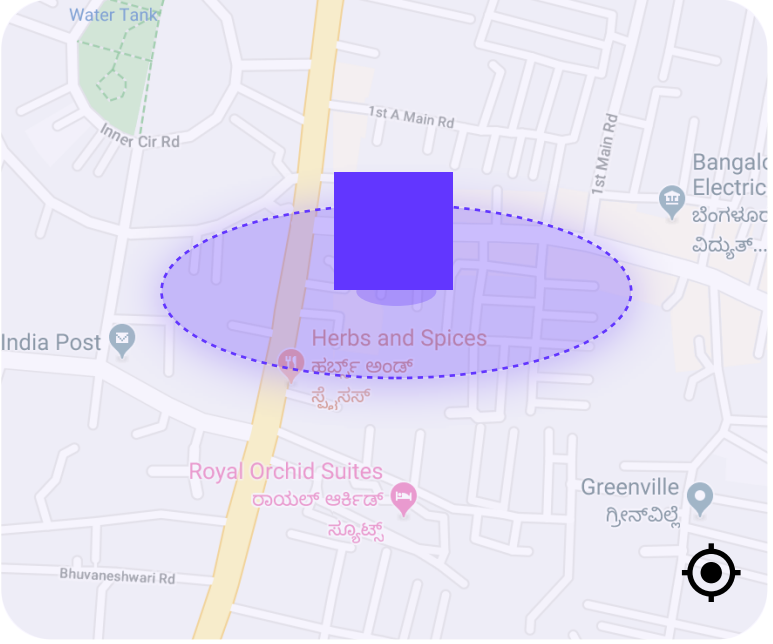 Water Tank
1st A Main Rd
Inner Cir Rd
1st Main Rd
Bangalo
Electric
ಬೆಂಗಳೂರ
ವಿದ್ಯುತ್...
India Post
Herbs and Spices
ಹರ್ಬ್ಸ್ ಅಂಡ್
ಸ್ಪೈಸಸ್
Royal Orchid Suites
ರಾಯಲ್ ಆರ್ಕಿಡ್
ಸ್ಯೂಟ್ಸ್
Greenville
ಗ್ರೀನ್‌ವಿಲ್ಲೆ
Bhuvaneshwari Rd